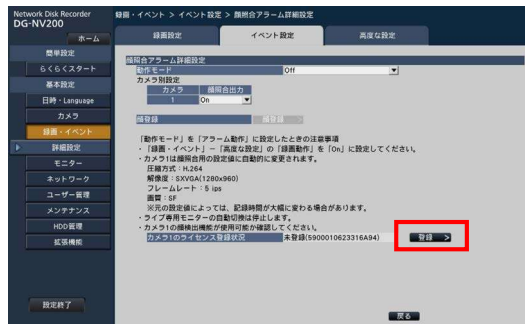 Network Disk Recorder
DG-NV200
録画・イベント > イベント設定 > 顔照合アラーム詳細設定
ホーム
録画設定
イベント設定
高度な設定
簡単設定
らくらくスタート
基本設定
日時・Language
カメラ
録画・イベント
詳細設定
モニター
ネットワーク
ユーザー管理
メンテナンス
HDD管理
拡張機能
設定終了
顔照合アラーム詳細設定
動作モード Off
カメラ別設定
カメラ 顔照合出力
1 On
顔登録 顔登録 >
「動作モード」を「アラーム動作」に設定したときの注意事項
・「録画・イベント」－「高度な設定」の「録画動作」を「On」に設定してください。
・カメラ1は顔照合用の設定値に自動的に変更されます。
圧縮方式：H.264
解像度：SXVGA(1280x960)
フレームレート：5 ips
画質：SF
※元の設定値によっては、記録時間が大幅に変わる場合があります。
・ライブ専用モニターの自動切換は停止します。
・カメラ1の顔検出機能が使用可能か確認してください。
カメラ1のライセンス登録状況 未登録(5900010623316A94) 登録 >
戻る